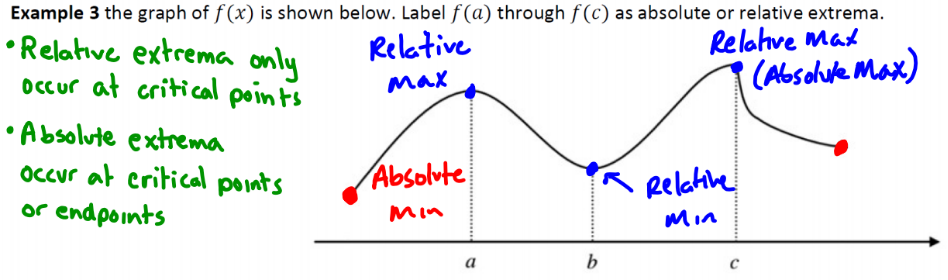 Example 3 the graph of f(x) is shown below. Label f(a) through f(c) as absolute or relative extrema.
• Relative extrema only
occur at critical points
• Absolute extrema
occur at critical points
or endpoints
Relative
max
Relative Max
(Absolute Max)
Absolute
Min
Relative
Min
a
b
c